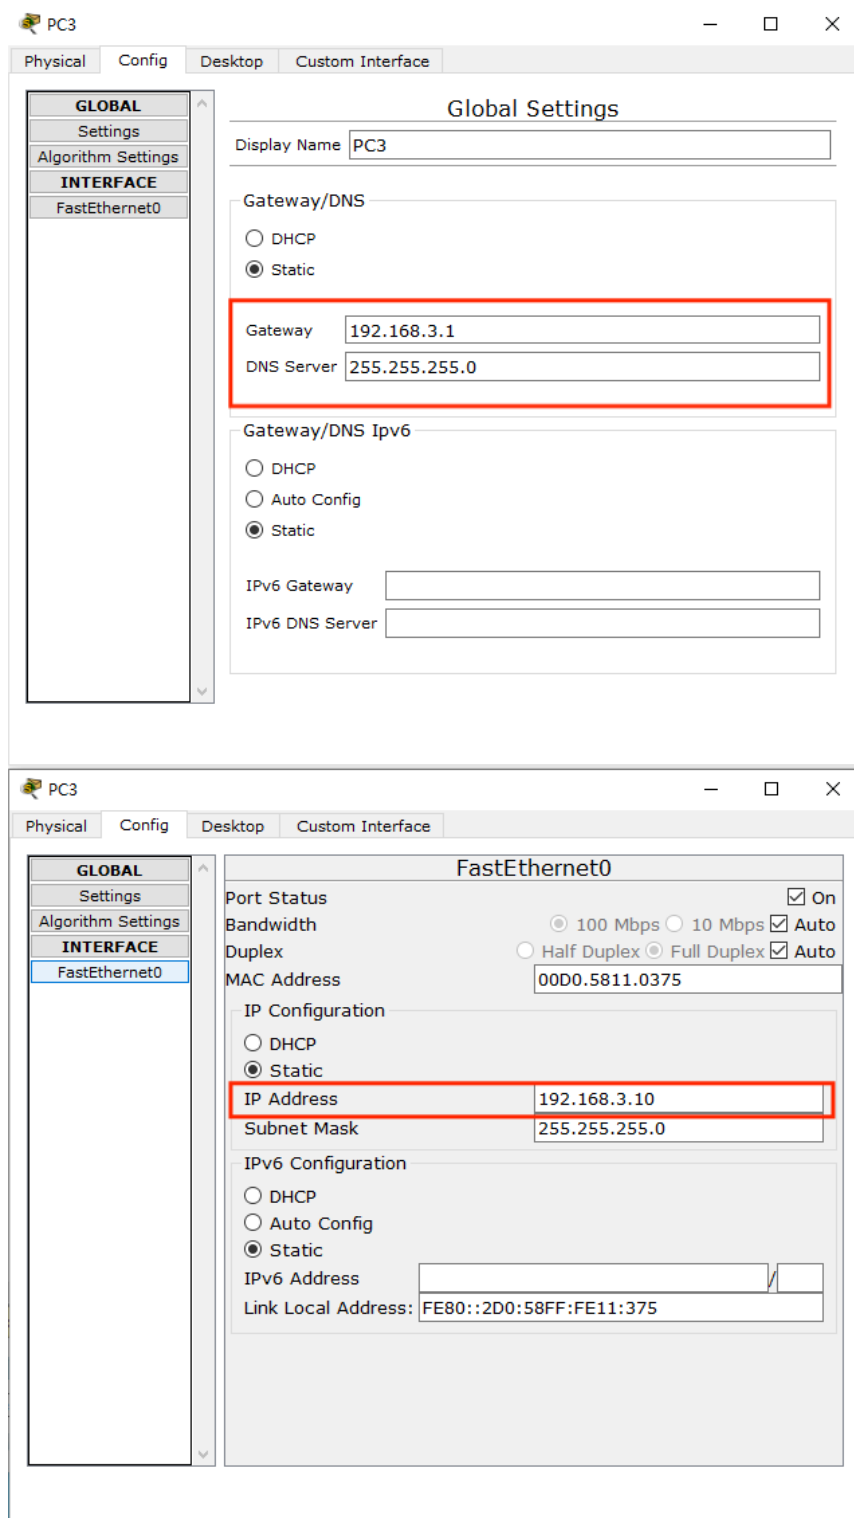 PC3
Physical Config Desktop Custom Interface
GLOBAL
Settings
Algorithm Settings
INTERFACE
FastEthernet0
Global Settings
Display Name PC3
Gateway/DNS
DHCP
Static
Gateway 192.168.3.1
DNS Server 255.255.255.0
Gateway/DNS Ipv6
DHCP
Auto Config
Static
IPv6 Gateway
IPv6 DNS Server
PC3
Physical Config Desktop Custom Interface
GLOBAL
Settings
Algorithm Settings
INTERFACE
FastEthernet0
FastEthernet0
Port Status On
Bandwidth 100 Mbps 10 Mbps Auto
Duplex Half Duplex Full Duplex Auto
MAC Address 00D0.5811.0375
IP Configuration
DHCP
Static
IP Address 192.168.3.10
Subnet Mask 255.255.255.0
IPv6 Configuration
DHCP
Auto Config
Static
IPv6 Address /
Link Local Address: FE80::2D0:58FF:FE11:375